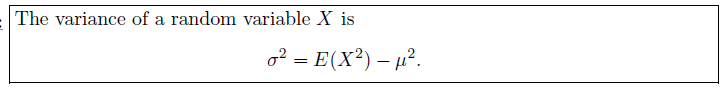 The variance of a random variable X is
σ² = E(X²) − μ².